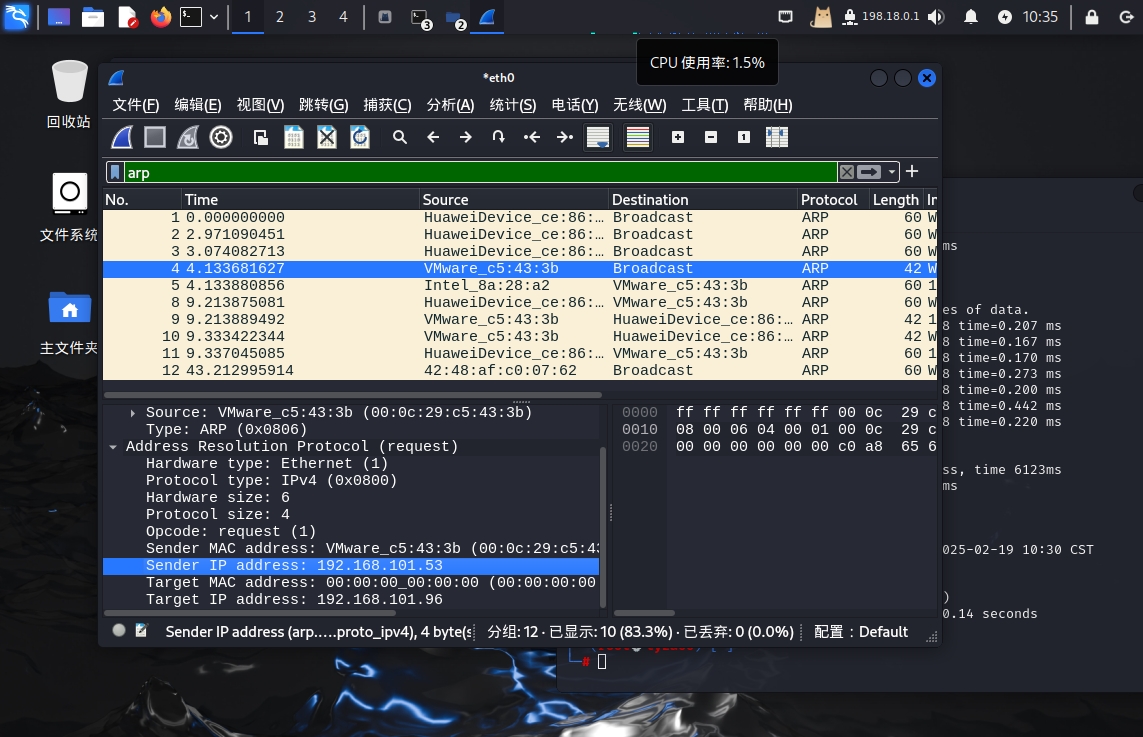 1 2 3 4 3 2 198.18.0.1 10:35
CPU 使用率: 1.5%
回收站
文件系统
主文件夹
*eth0
文件(F) 编辑(E) 视图(V) 跳转(G) 捕获(C) 分析(A) 统计(S) 电话(Y) 无线(W) 工具(T) 帮助(H)
arp
No. Time Source Destination Protocol Length In
1 0.000000000 HuaweiDevice_ce:86:… Broadcast ARP 60 W
2 2.971090451 HuaweiDevice_ce:86:… Broadcast ARP 60 W
3 3.074082713 HuaweiDevice_ce:86:… Broadcast ARP 60 W
4 4.133681627 VMware_c5:43:3b Broadcast ARP 42 W
5 4.133880856 Intel_8a:28:a2 VMware_c5:43:3b ARP 60 1
8 9.213875081 HuaweiDevice_ce:86:… VMware_c5:43:3b ARP 60 W
9 9.213889492 VMware_c5:43:3b HuaweiDevice_ce:86:… ARP 42 1
10 9.333422344 VMware_c5:43:3b HuaweiDevice_ce:86:… ARP 42 W
11 9.337045085 HuaweiDevice_ce:86:… VMware_c5:43:3b ARP 60 1
12 43.212995914 42:48:af:c0:07:62 Broadcast ARP 60 W
Source: VMware_c5:43:3b (00:0c:29:c5:43:3b)
Type: ARP (0x0806)
Address Resolution Protocol (request)
Hardware type: Ethernet (1)
Protocol type: IPv4 (0x0800)
Hardware size: 6
Protocol size: 4
Opcode: request (1)
Sender MAC address: VMware_c5:43:3b (00:0c:29:c5:43
Sender IP address: 192.168.101.53
Target MAC address: 00:00:00_00:00:00 (00:00:00:00
Target IP address: 192.168.101.96
0000 ff ff ff ff ff ff 00 0c 29 c
0010 08 00 06 04 00 01 00 0c 29 c
0020 00 00 00 00 00 00 c0 a8 65 6
Sender IP address (arp.….proto_ipv4), 4 byte(s
分组: 12 · 已显示: 10 (83.3%) · 已丢弃: 0 (0.0%)
配置：Default
ms
es of data.
8 time=0.207 ms
8 time=0.167 ms
8 time=0.170 ms
8 time=0.273 ms
8 time=0.200 ms
8 time=0.442 ms
8 time=0.220 ms
ss, time 6123ms
ms
025-02-19 10:30 CST
)
0.14 seconds
#